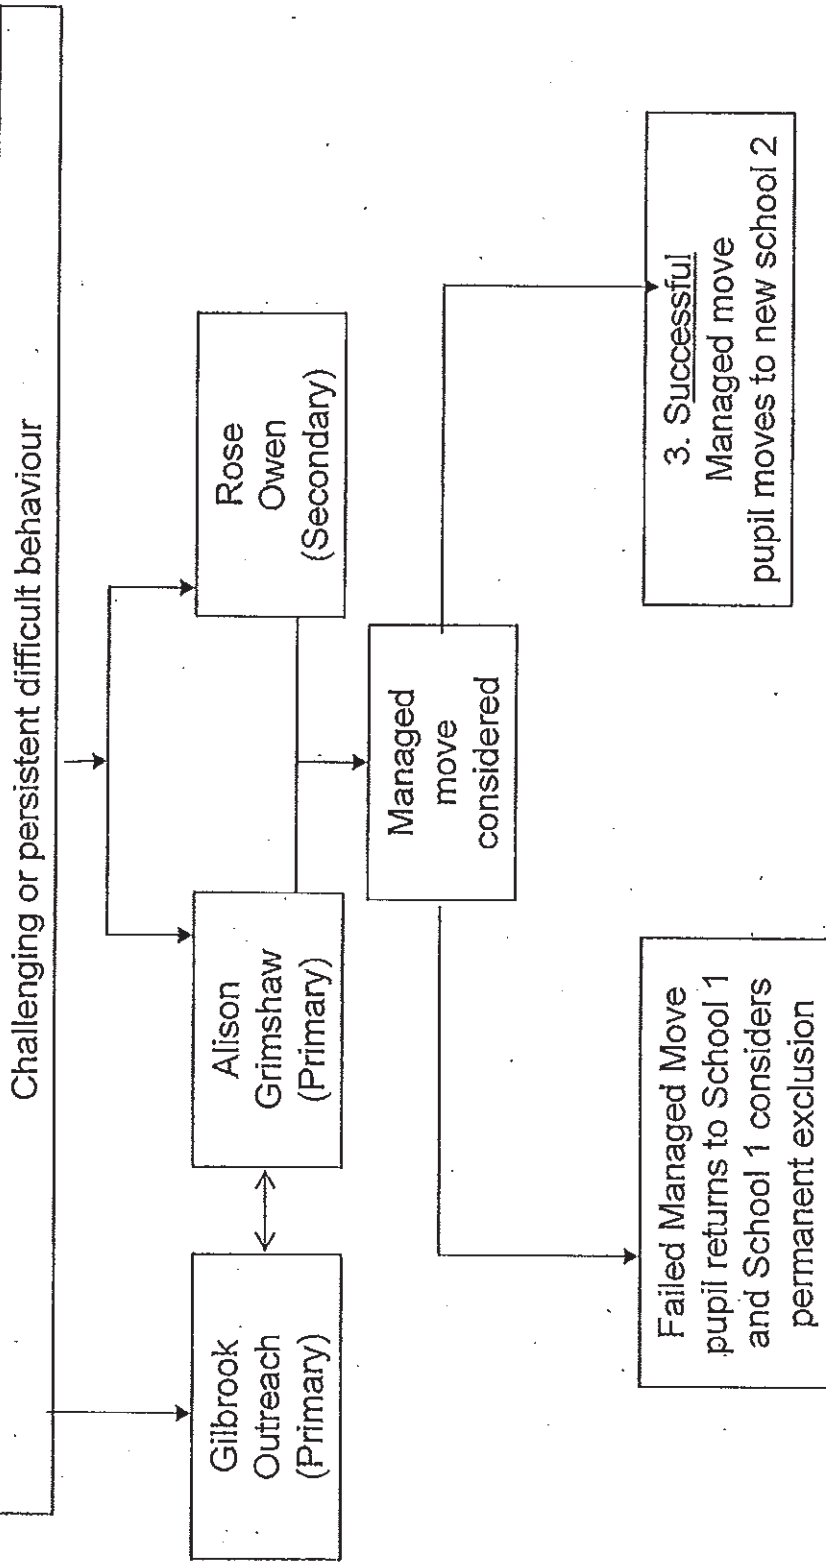 Challenging or persistent difficult behaviour
Gilbrook
Outreach
(Primary)
Alison
Grimshaw
(Primary)
Rose
Owen
(Secondary)
Managed
move
considered
Failed Managed Move
pupil returns to School 1
and School 1 considers
permanent exclusion
3. Successful
Managed move
pupil moves to new school 2